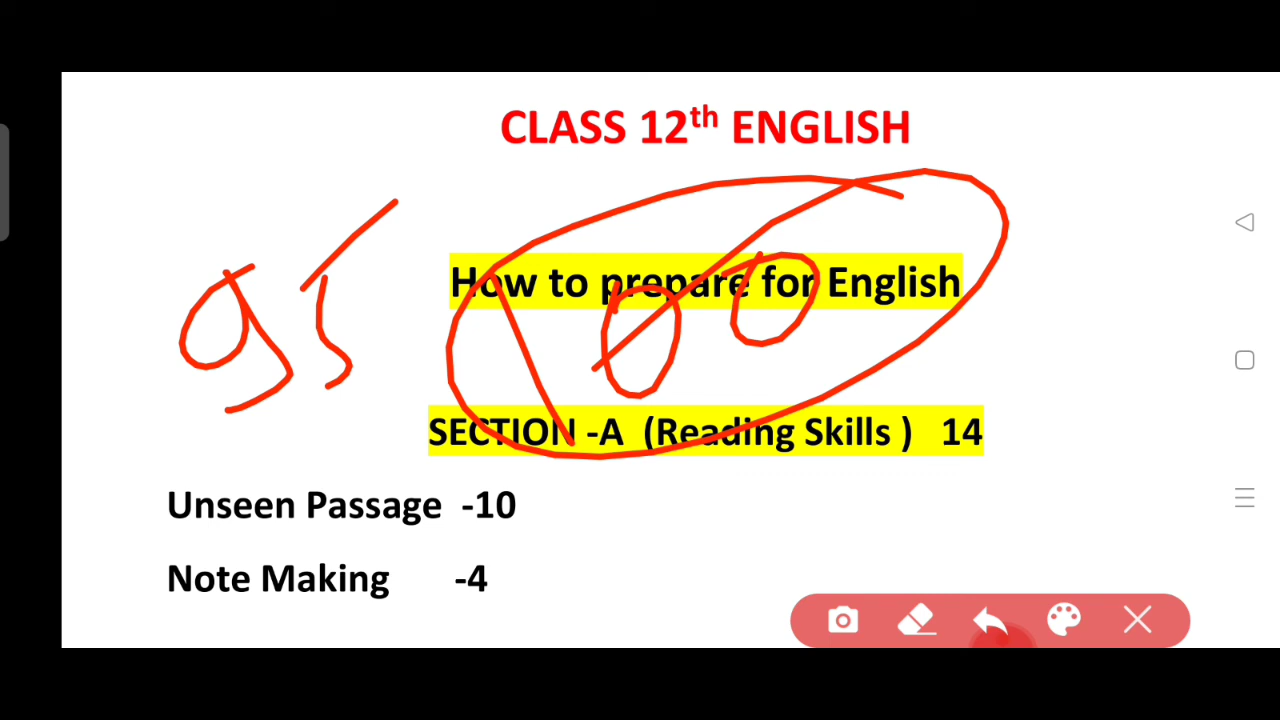 CLASS 12th ENGLISH
95 100
How to prepare for English
SECTION -A (Reading Skills ) 14
Unseen Passage -10
Note Making -4